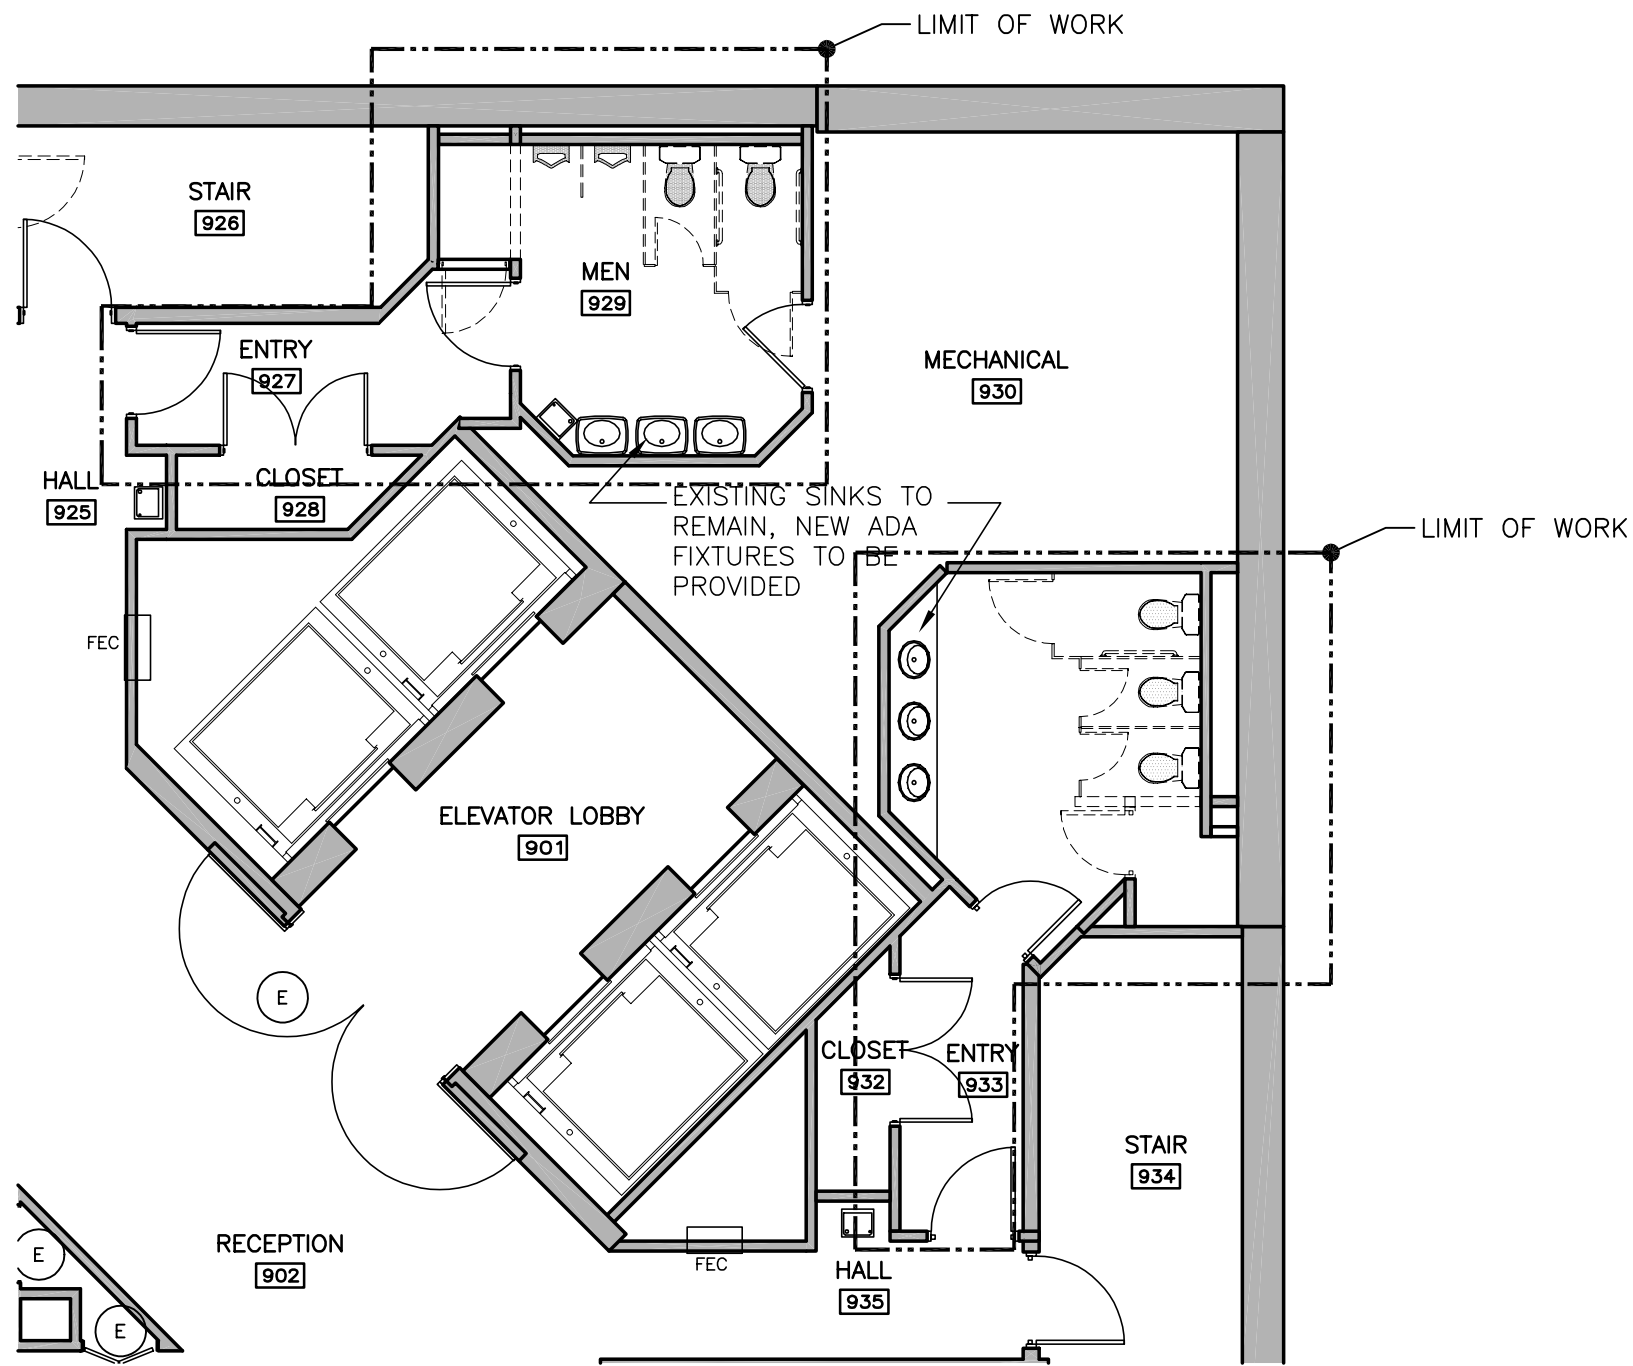 LIMIT OF WORK
STAIR
926
MEN
929
ENTRY
927
MECHANICAL
930
HALL
925
CLOSET
928
EXISTING SINKS TO
REMAIN, NEW ADA
FIXTURES TO BE
PROVIDED
LIMIT OF WORK
FEC
ELEVATOR LOBBY
901
E
CLOSET
932
ENTRY
933
STAIR
934
RECEPTION
902
E
E
FEC
HALL
935